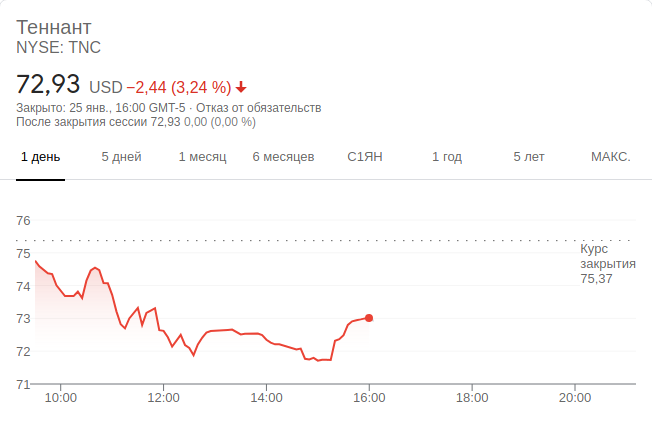 Теннант
NYSE: TNC
72,93 USD −2,44 (3,24 %)
Закрыто: 25 янв., 16:00 GMT-5 · Отказ от обязательств
После закрытия сессии 72,93 0,00 (0,00 %)
1 день 5 дней 1 месяц 6 месяцев С1ЯН 1 год 5 лет МАКС.
76
Курс
75
закрытия
75,37
74
73
72
71
10:00 12:00 14:00 16:00 18:00 20:00